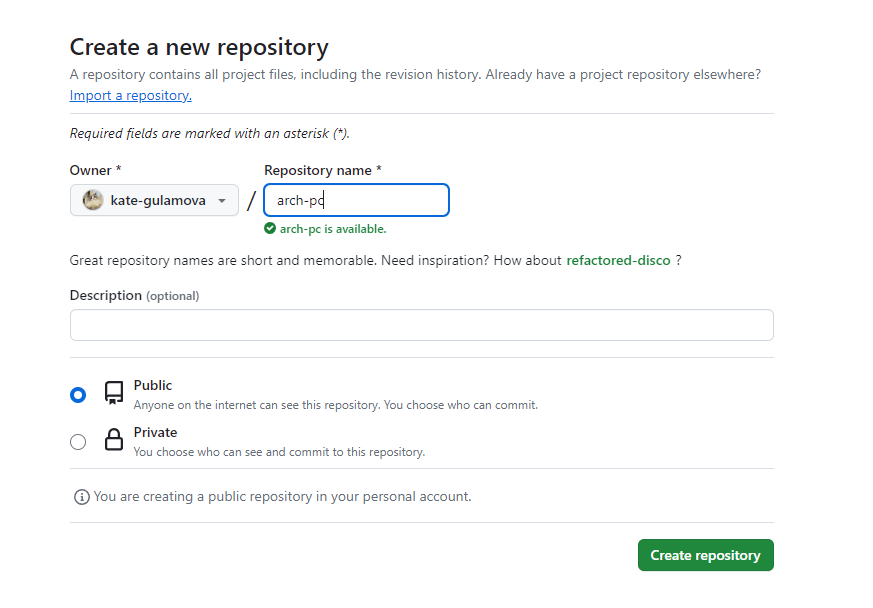 Create a new repository
A repository contains all project files, including the revision history. Already have a project repository elsewhere?
Import a repository.
Required fields are marked with an asterisk (*).
Owner *
Repository name *
kate-gulamova
/
arch-pc
arch-pc is available.
Great repository names are short and memorable. Need inspiration? How about refactored-disco ?
Description (optional)
Public
Anyone on the internet can see this repository. You choose who can commit.
Private
You choose who can see and commit to this repository.
You are creating a public repository in your personal account.
Create repository